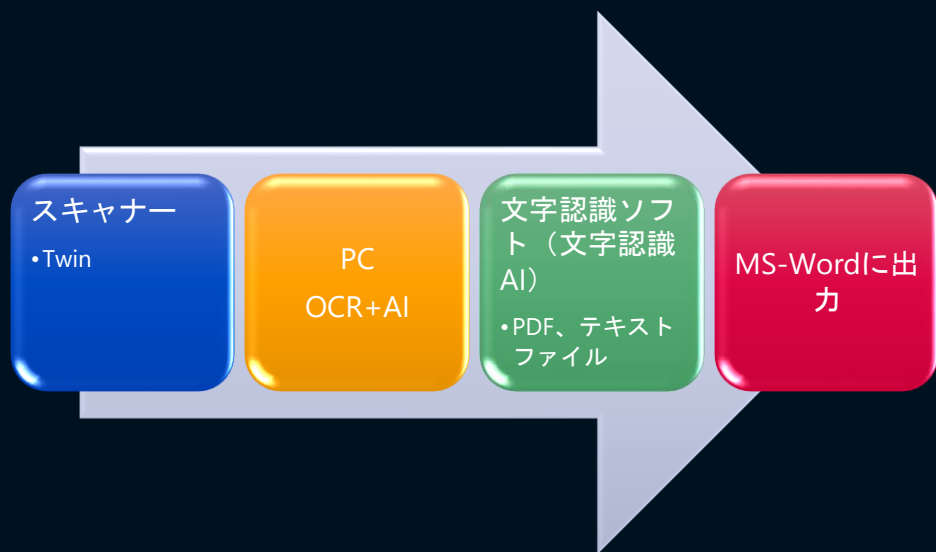 スキャナー
•Twin
PC
OCR+AI
文字認識ソフ
ト（文字認識
AI）
•PDF、テキスト
ファイル
MS-Wordに出
力